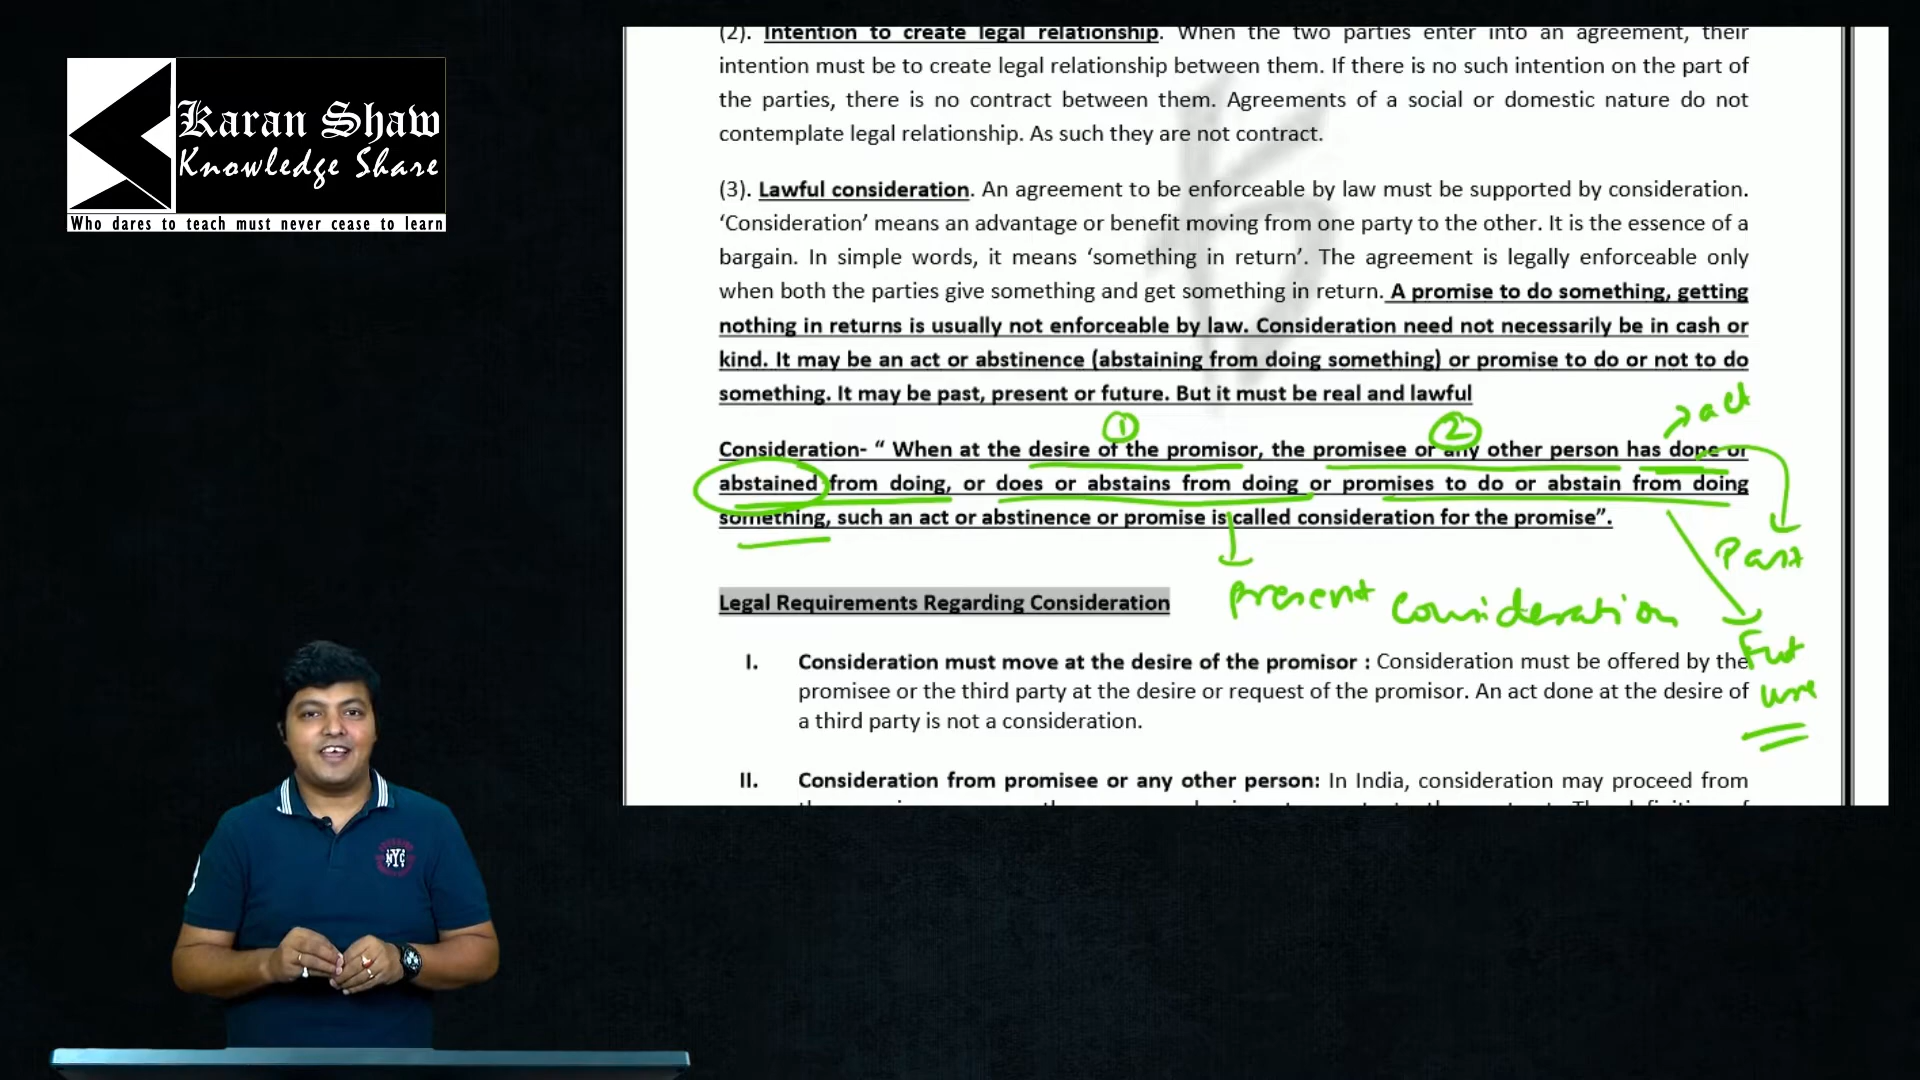 Karan Shaw
Knowledge Share
Who dares to teach must never cease to learn
(2). Intention to create legal relationship. When the two parties enter into an agreement, their
intention must be to create legal relationship between them. If there is no such intention on the part of
the parties, there is no contract between them. Agreements of a social or domestic nature do not
contemplate legal relationship. As such they are not contract.
(3). Lawful consideration. An agreement to be enforceable by law must be supported by consideration.
‘Consideration’ means an advantage or benefit moving from one party to the other. It is the essence of a
bargain. In simple words, it means ‘something in return’. The agreement is legally enforceable only
when both the parties give something and get something in return. A promise to do something, getting
nothing in returns is usually not enforceable by law. Consideration need not necessarily be in cash or
kind. It may be an act or abstinence (abstaining from doing something) or promise to do or not to do
something. It may be past, present or future. But it must be real and lawful
act
1 2
Consideration- “ When at the desire of the promisor, the promisee or any other person has done or
abstained from doing, or does or abstains from doing or promises to do or abstain from doing
something, such an act or abstinence or promise is called consideration for the promise”.
Past
Present Consideration
Future
Legal Requirements Regarding Consideration
I. Consideration must move at the desire of the promisor : Consideration must be offered by the
promisee or the third party at the desire or request of the promisor. An act done at the desire of
a third party is not a consideration.
II. Consideration from promisee or any other person: In India, consideration may proceed from
NYC